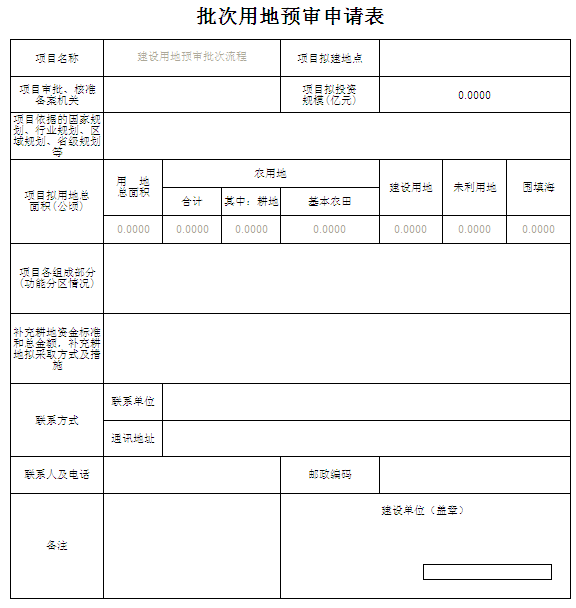 批次用地预审申请表
项目名称 建设用地预审批次流程 项目拟建地点
项目审批、核准
备案机关
项目拟投资
规模(亿元)
0.0000
项目依据的国家规
划、行业规划、区
域规划、省级规划
等
项目拟用地总
面积(公顷)
用 地
总面积
农用地
合计 其中：耕地 基本农田
建设用地 未利用地 围填海
0.0000 0.0000 0.0000 0.0000 0.0000 0.0000 0.0000
项目各组成部分
(功能分区情况)
补充耕地资金标准
和总金额，补充耕
地拟采取方式及措
施
联系方式
联系单位
通讯地址
联系人及电话 邮政编码
备注
建设单位（盖章）